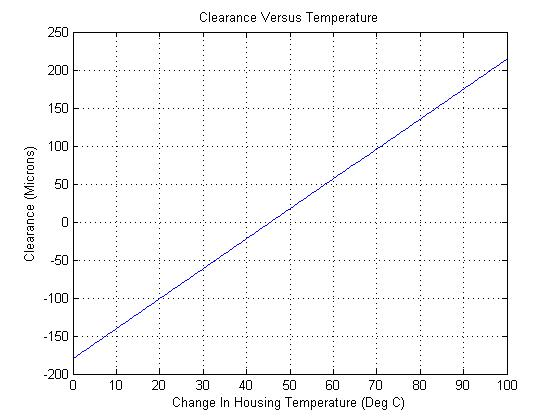 Clearance Versus Temperature
250
200
150
100
50
0
-50
-100
-150
-200
Clearance (Microns)
0 10 20 30 40 50 60 70 80 90 100
Change In Housing Temperature (Deg C)